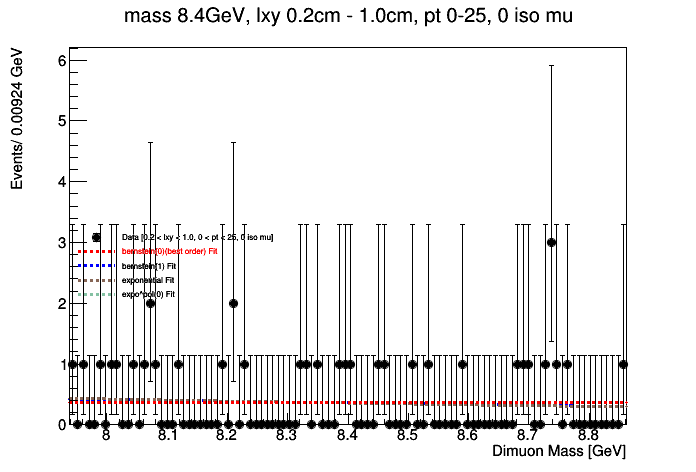 mass 8.4GeV, lxy 0.2cm - 1.0cm, pt 0-25, 0 iso mu
Events/ 0.00924 GeV
6
5
4
3
2
1
0
Data [0.2 < lxy < 1.0, 0 < pt < 25, 0 iso mu]
bernstein[0](best order) Fit
bernstein[1] Fit
exponential Fit
expo*pol(0) Fit
8 8.1 8.2 8.3 8.4 8.5 8.6 8.7 8.8
Dimuon Mass [GeV]